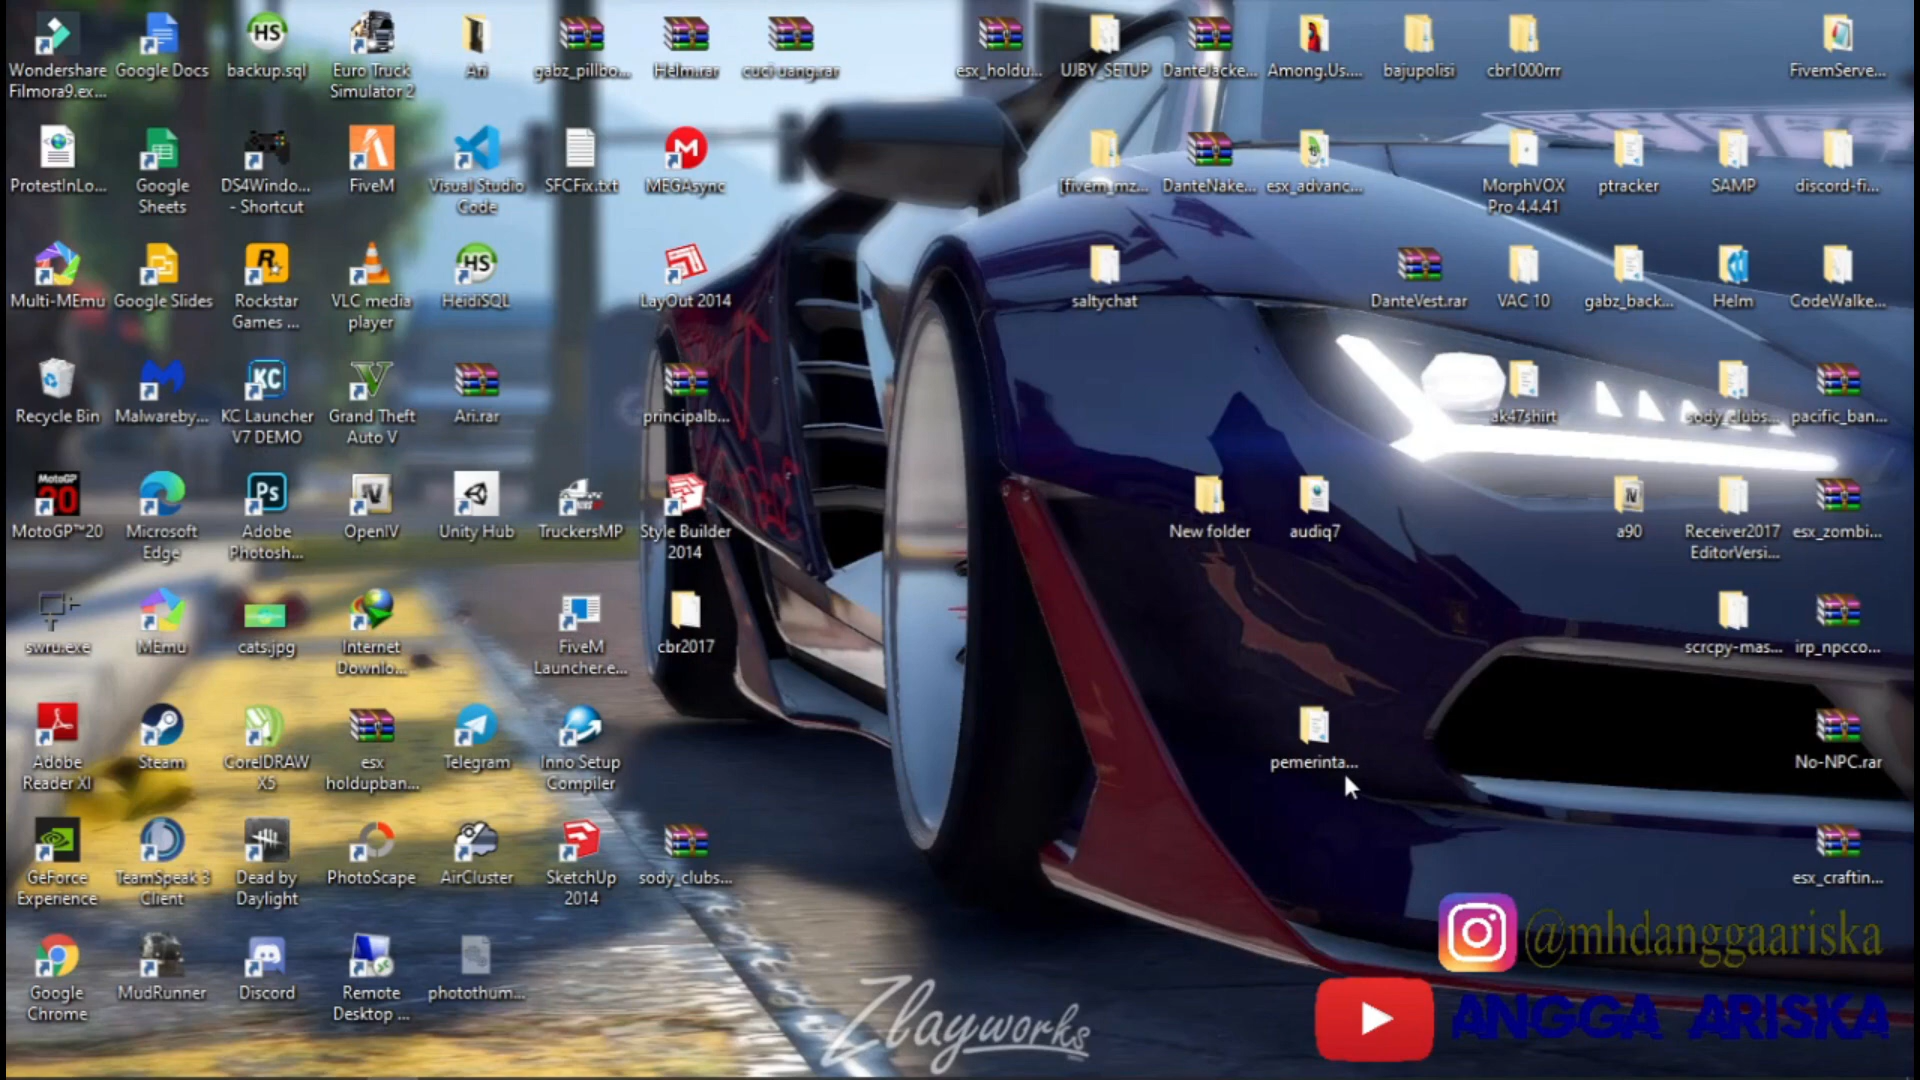 Wondershare
Filmora9.ex...
Google Docs
backup.sql
Euro Truck
Simulator 2
Ari
gabz_pillbo...
Helm.rar
cuci uang.rar
esx_holdu...
UJBY_SETUP
DanteJacke...
Among.Us....
bajupolisi
cbr1000rrr
FivemServe...
ProtestInLo...
Google
Sheets
DS4Windo...
- Shortcut
FiveM
Visual Studio
Code
SFCFix.txt
MEGAsync
[fivem_mz...
DanteNake...
esx_advanc...
MorphVOX
Pro 4.4.41
ptracker
SAMP
discord-fi...
Multi-MEmu
Google Slides
Rockstar
Games ...
VLC media
player
HeidiSQL
LayOut 2014
saltychat
DanteVest.rar
VAC 10
gabz_back...
Helm
CodeWalke...
Recycle Bin
Malwareby...
KC Launcher
V7 DEMO
Grand Theft
Auto V
Ari.rar
principalb...
ak47shirt
sody_clubs...
pacific_ban...
MotoGP™20
Microsoft
Edge
Adobe
Photosh...
OpenIV
Unity Hub
TruckersMP
Style Builder
2014
New folder
audiq7
a90
Receiver2017
EditorVersi...
esx_zombi...
swru.exe
MEmu
cats.jpg
Internet
Downlo...
FiveM
Launcher.e...
cbr2017
scrcpy-mas...
irp_npcco...
Adobe
Reader XI
Steam
CorelDRAW
X5
esx
holdupban...
Telegram
Inno Setup
Compiler
pemerinta...
No-NPC.rar
GeForce
Experience
TeamSpeak 3
Client
Dead by
Daylight
PhotoScape
AirCluster
SketchUp
2014
sody_clubs...
esx_craftin...
@mhdanggaariska
Google
Chrome
MudRunner
Discord
Remote
Desktop ...
photothum...
Zlayworks
ANGGA ARISKA